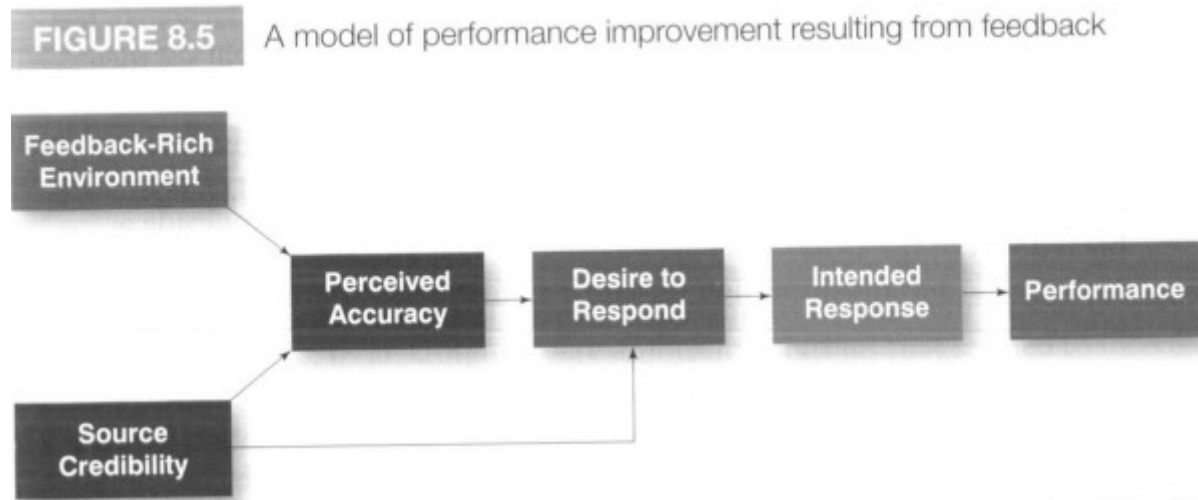 FIGURE 8.5 A model of performance improvement resulting from feedback
Feedback-Rich
Environment
Perceived
Accuracy
Desire to
Respond
Intended
Response
Performance
Source
Credibility